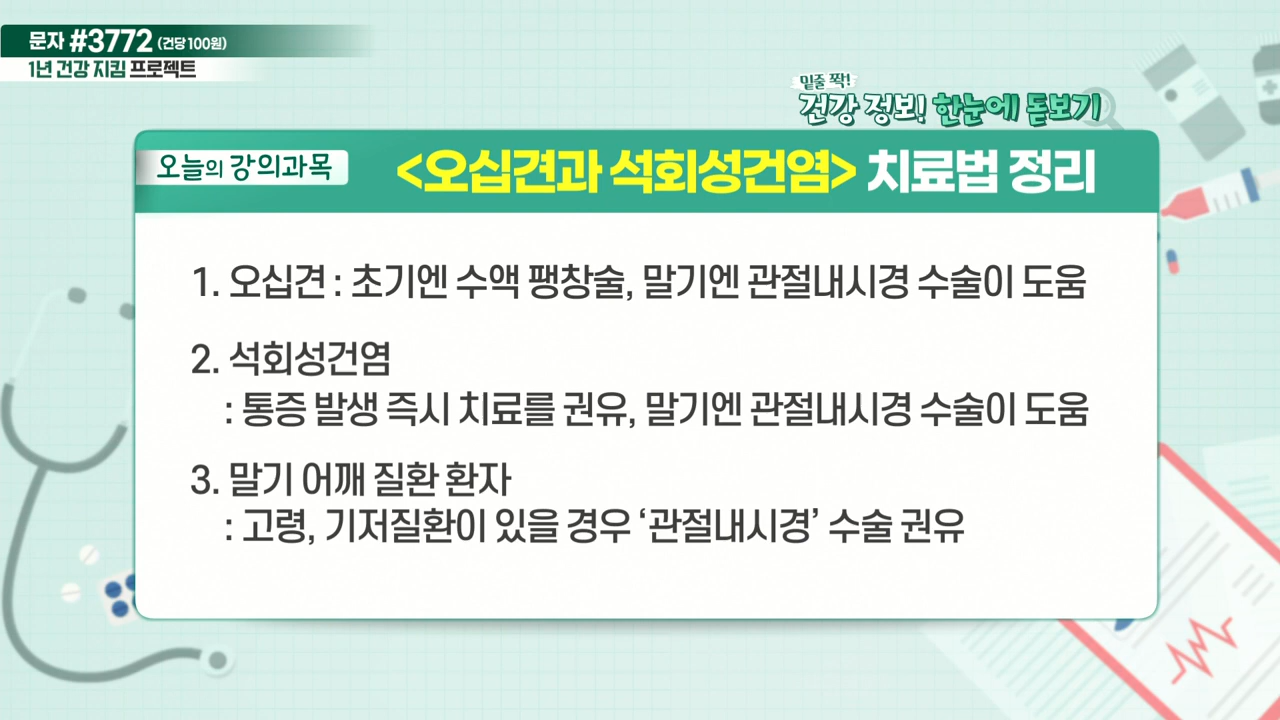 문자 #3772 (건당 100원)
1년 건강 지킴 프로젝트
밑줄 쫙!
건강 정보! 한눈에 돋보기
오늘의 강의과목
<오십견과 석회성건염> 치료법 정리
1. 오십견 : 초기엔 수액 팽창술, 말기엔 관절내시경 수술이 도움
2. 석회성건염
: 통증 발생 즉시 치료를 권유, 말기엔 관절내시경 수술이 도움
3. 말기 어깨 질환 환자
: 고령, 기저질환이 있을 경우 ‘관절내시경’ 수술 권유